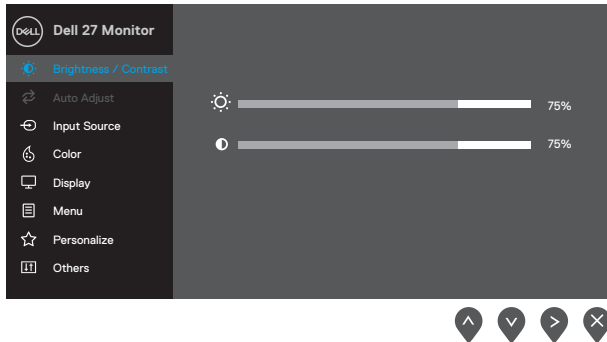 DELL
Dell 27 Monitor
Brightness / Contrast
Auto Adjust
75%
Input Source
Color
75%
Display
Menu
Personalize
Others